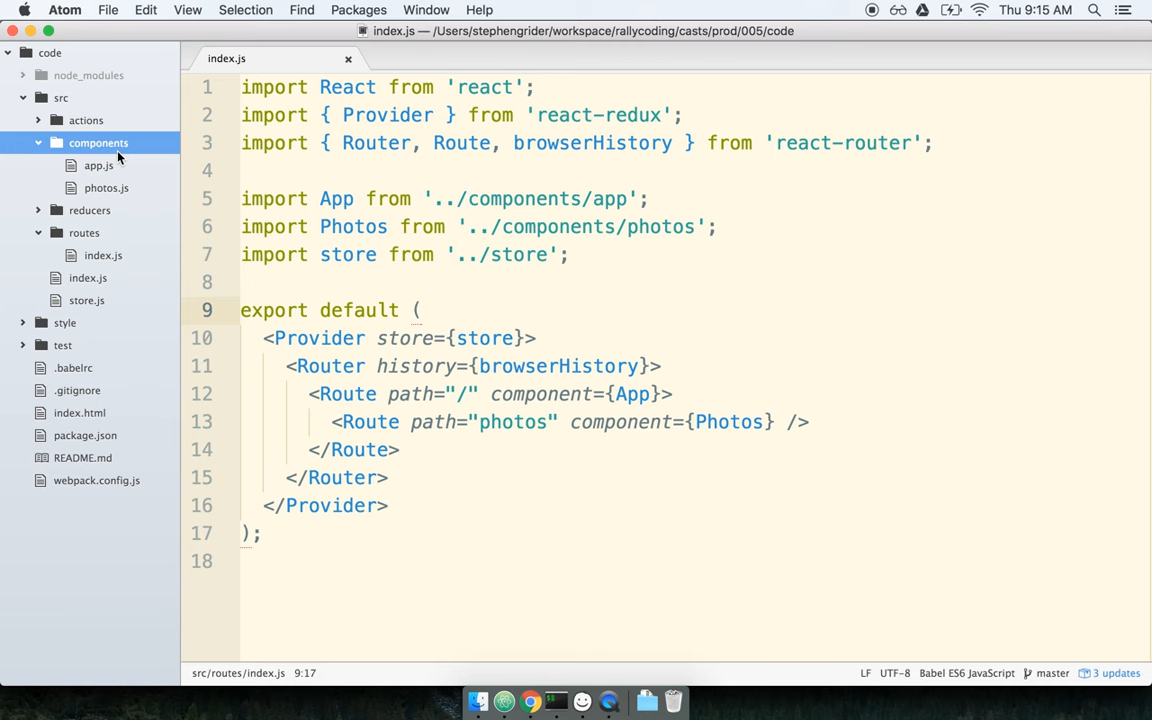 Atom File Edit View Selection Find Packages Window Help Thu 9:15 AM
index.js — /Users/stephengrider/workspace/rallycoding/casts/prod/005/code
code
node_modules
src
actions
components
app.js
photos.js
reducers
routes
index.js
index.js
store.js
style
test
.babelrc
.gitignore
index.html
package.json
README.md
webpack.config.js
index.js
1 import React from 'react';
2 import { Provider } from 'react-redux';
3 import { Router, Route, browserHistory } from 'react-router';
4
5 import App from '../components/app';
6 import Photos from '../components/photos';
7 import store from '../store';
8
9 export default (
10 <Provider store={store}>
11 <Router history={browserHistory}>
12 <Route path="/" component={App}>
13 <Route path="photos" component={Photos} />
14 </Route>
15 </Router>
16 </Provider>
17 );
18
src/routes/index.js 9:17 LF UTF-8 Babel ES6 JavaScript master 3 updates